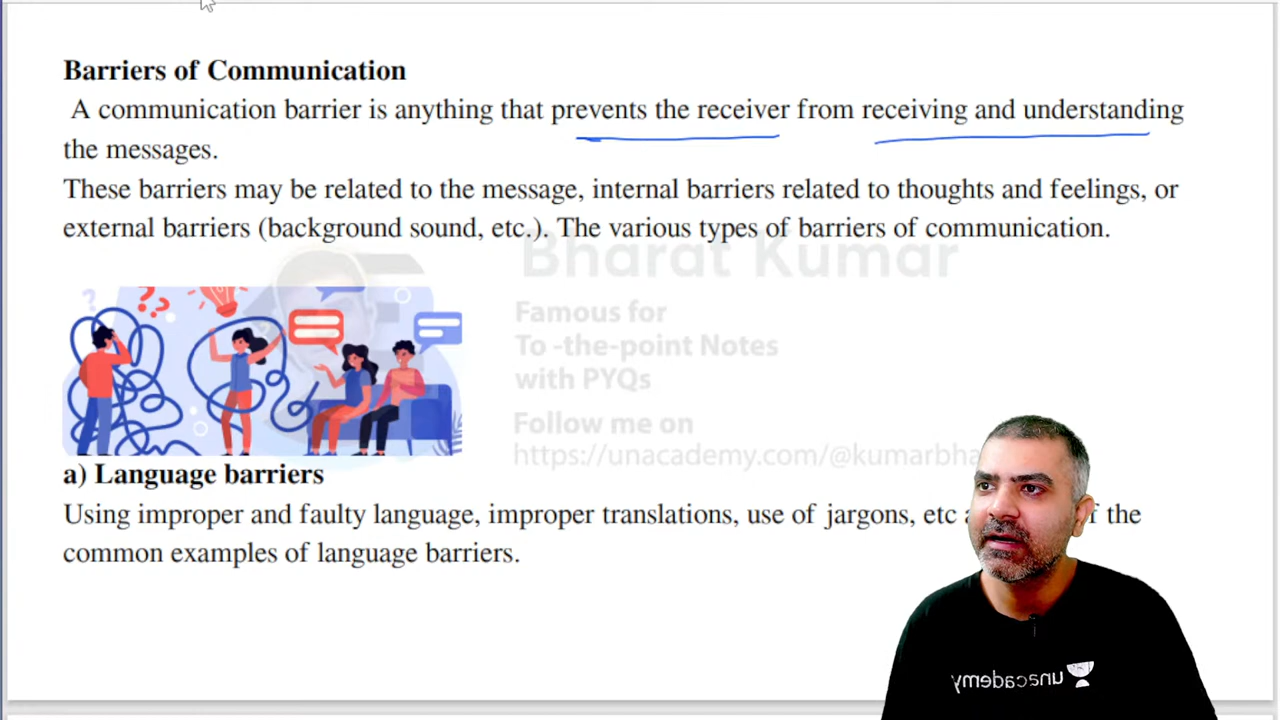 Barriers of Communication
A communication barrier is anything that prevents the receiver from receiving and understanding
the messages.
These barriers may be related to the message, internal barriers related to thoughts and feelings, or
external barriers (background sound, etc.). The various types of barriers of communication.
Bharat Kumar
Famous for
To -the-point Notes
with PYQs
Follow me on
https://unacademy.com/@kumarbha
a) Language barriers
Using improper and faulty language, improper translations, use of jargons, etc of the
common examples of language barriers.
unacademy